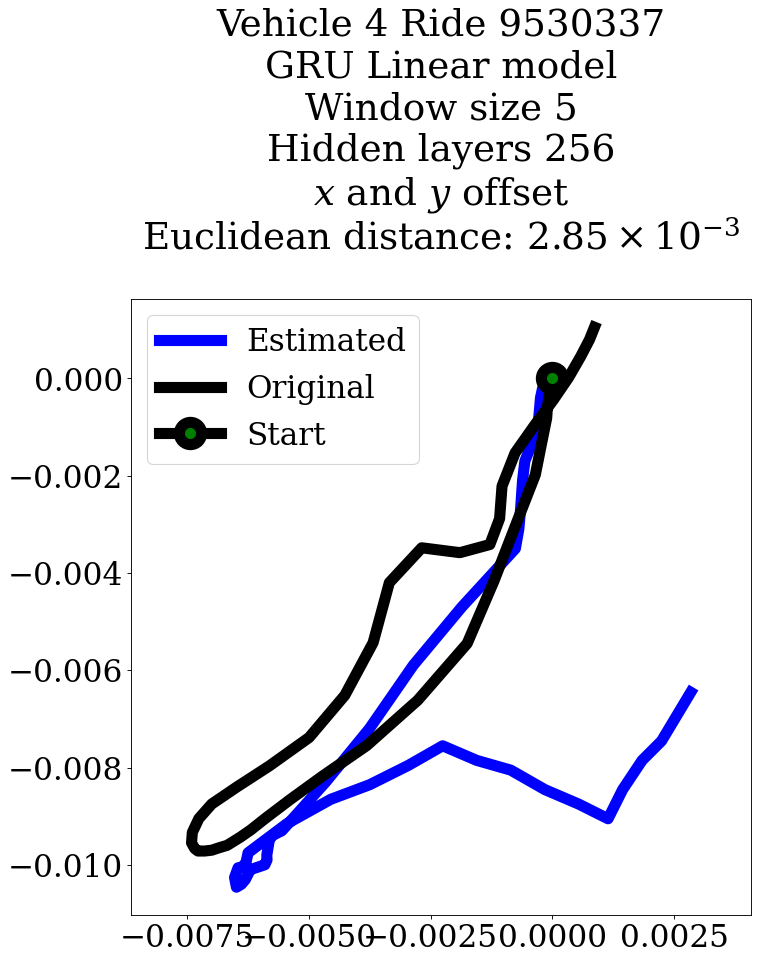 Vehicle 4 Ride 9530337
GRU Linear model
Window size 5
Hidden layers 256
x and y offset
Euclidean distance: 2.85 × 10⁻³
Estimated
Original
Start
0.000
−0.002
−0.004
−0.006
−0.008
−0.010
−0.0075 −0.0050 −0.0025 0.0000 0.0025